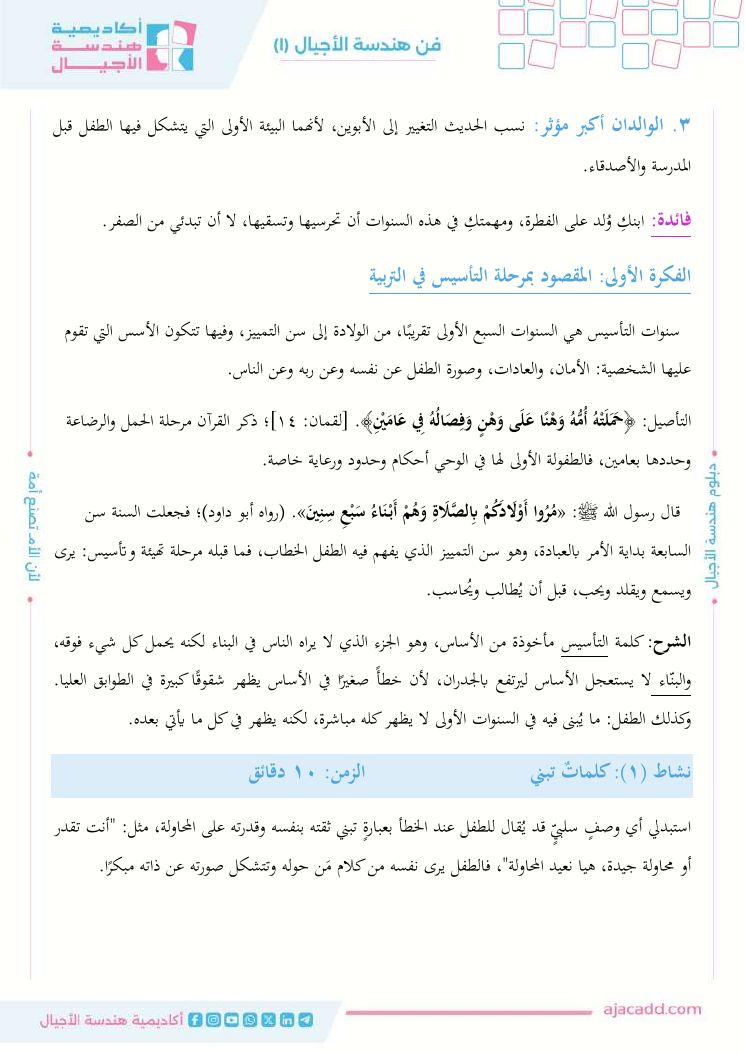 أكاديمية
هندسة
الأجيال
فن هندسة الأجيال (١)
٣. الوالدان أكبر مؤثر: نسب الحديث التغيير إلى الأبوين، لأنهما البيئة الأولى التي يتشكل فيها الطفل قبل
المدرسة والأصدقاء.
فائدة: ابنكِ وُلد على الفطرة، ومهمتكِ في هذه السنوات أن تحرسيها وتسقيها، لا أن تبدئي من الصفر.
الفكرة الأولى: المقصود بمرحلة التأسيس في التربية
سنوات التأسيس هي السنوات السبع الأولى تقريبًا، من الولادة إلى سن التمييز، وفيها تتكون الأسس التي تقوم
عليها الشخصية: الأمان، والعادات، وصورة الطفل عن نفسه وعن ربه وعن الناس.
التأصيل: ﴿حَمَلَتْهُ أُمُّهُ وَهْنًا عَلَى وَهْنٍ وَفِصَالُهُ فِي عَامَيْنِ﴾. [لقمان: ١٤]؛ ذكر القرآن مرحلة الحمل والرضاعة
وحددها بعامين، فالطفولة الأولى لها في الوحي أحكام وحدود ورعاية خاصة.
قال رسول الله ﷺ: «مُرُوا أَوْلَادَكُمْ بِالصَّلَاةِ وَهُمْ أَبْنَاءُ سَبْعِ سِنِينَ». (رواه أبو داود)؛ فجعلت السنة سن
السابعة بداية الأمر بالعبادة، وهو سن التمييز الذي يفهم فيه الطفل الخطاب، فما قبله مرحلة تهيئة وتأسيس: يرى
ويسمع ويقلد ويحب، قبل أن يُطالب ويُحاسب.
الشرح: كلمة التأسيس مأخوذة من الأساس، وهو الجزء الذي لا يراه الناس في البناء لكنه يحمل كل شيء فوقه،
والبنّاء لا يستعجل الأساس ليرتفع بالجدران، لأن خطأً صغيرًا في الأساس يظهر شقوقًا كبيرة في الطوابق العليا.
وكذلك الطفل: ما يُبنى فيه في السنوات الأولى لا يظهر كله مباشرة، لكنه يظهر في كل ما يأتي بعده.
نشاط (١): كلماتٌ تبني الزمن: ١٠ دقائق
استبدلي أي وصفٍ سلبيٍّ قد يُقال للطفل عند الخطأ بعبارةٍ تبني ثقته بنفسه وقدرته على المحاولة، مثل: "أنت تقدر
أو محاولة جيدة، هيا نعيد المحاولة"، فالطفل يرى نفسه من كلام مَن حوله وتتشكل صورته عن ذاته مبكرًا.
دبلوم هندسة الأجيال
لأن الأم تصنع أمة
أكاديمية هندسة الأجيال
ajacadd.com